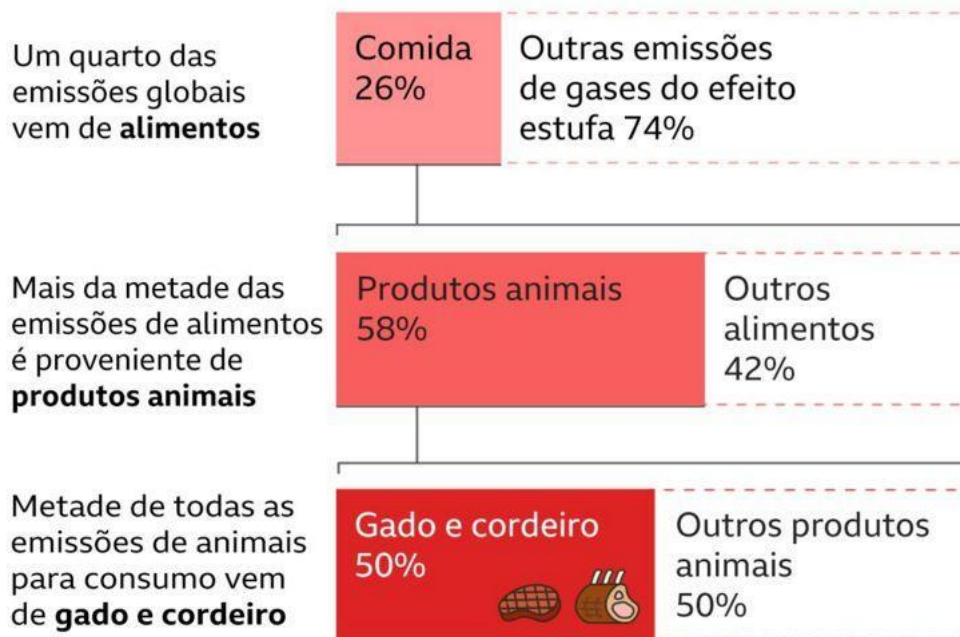 Um quarto das
emissões globais
vem de alimentos
Comida
26%
Outras emissões
de gases do efeito
estufa 74%
Mais da metade das
emissões de alimentos
é proveniente de
produtos animais
Produtos animais
58%
Outros
alimentos
42%
Metade de todas as
emissões de animais
para consumo vem
de gado e cordeiro
Gado e cordeiro
50%
Outros produtos
animais
50%